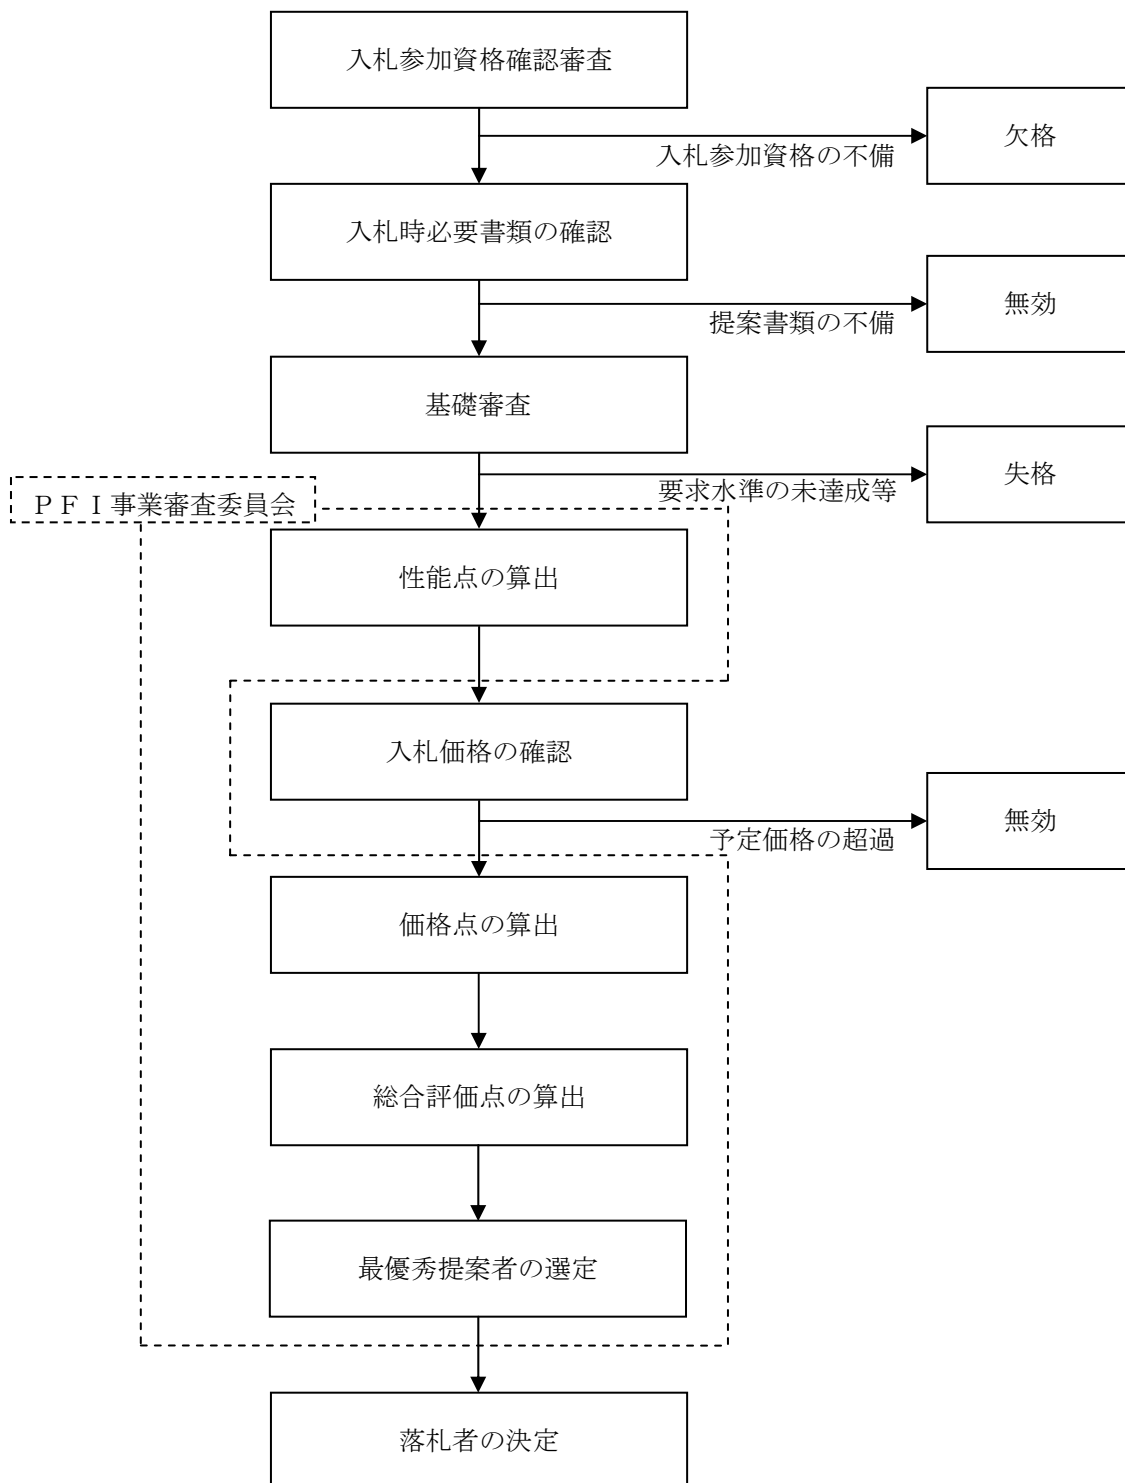 入札参加資格確認審査
欠格
入札参加資格の不備
入札時必要書類の確認
無効
提案書類の不備
基礎審査
失格
要求水準の未達成等
ＰＦＩ事業審査委員会
性能点の算出
入札価格の確認
無効
予定価格の超過
価格点の算出
総合評価点の算出
最優秀提案者の選定
落札者の決定